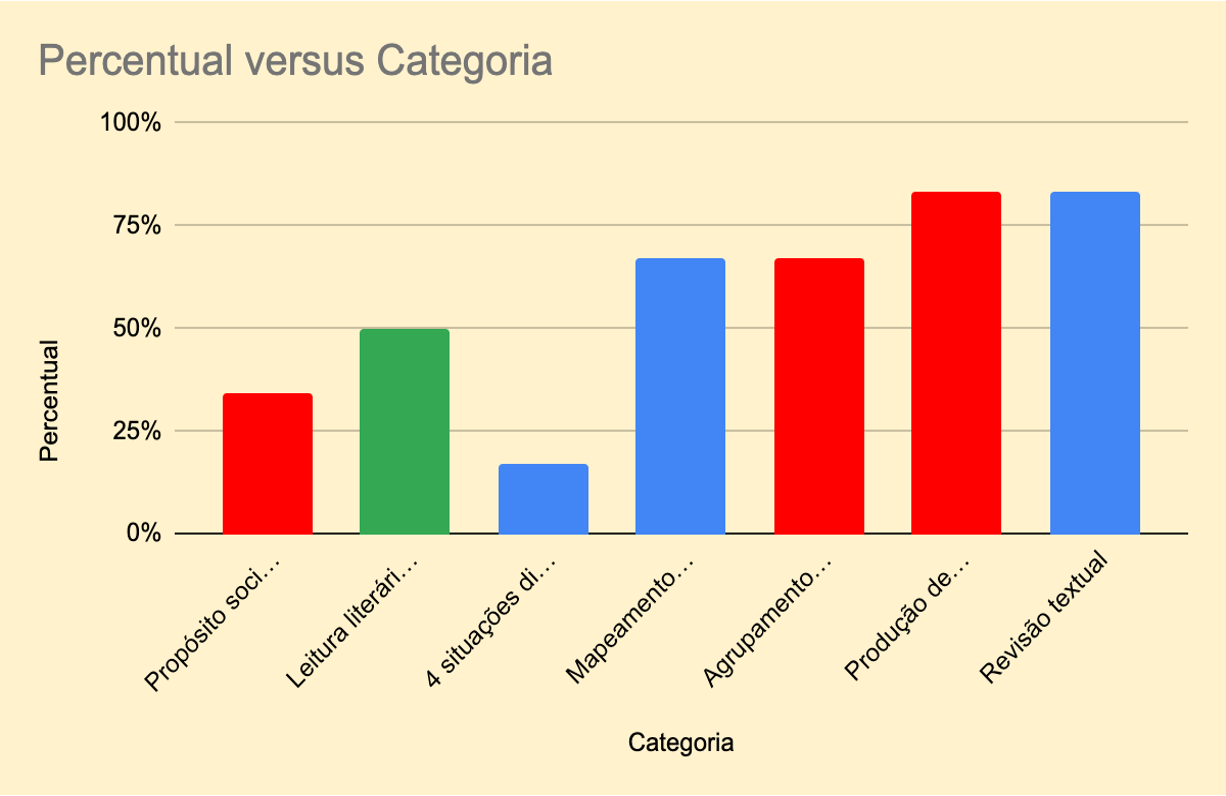 Percentual versus Categoria
100%
75%
50%
25%
0%
Percentual
Propósito soci...
Leitura literári...
4 situações di...
Mapeamento...
Agrupamento...
Produção de...
Revisão textual
Categoria